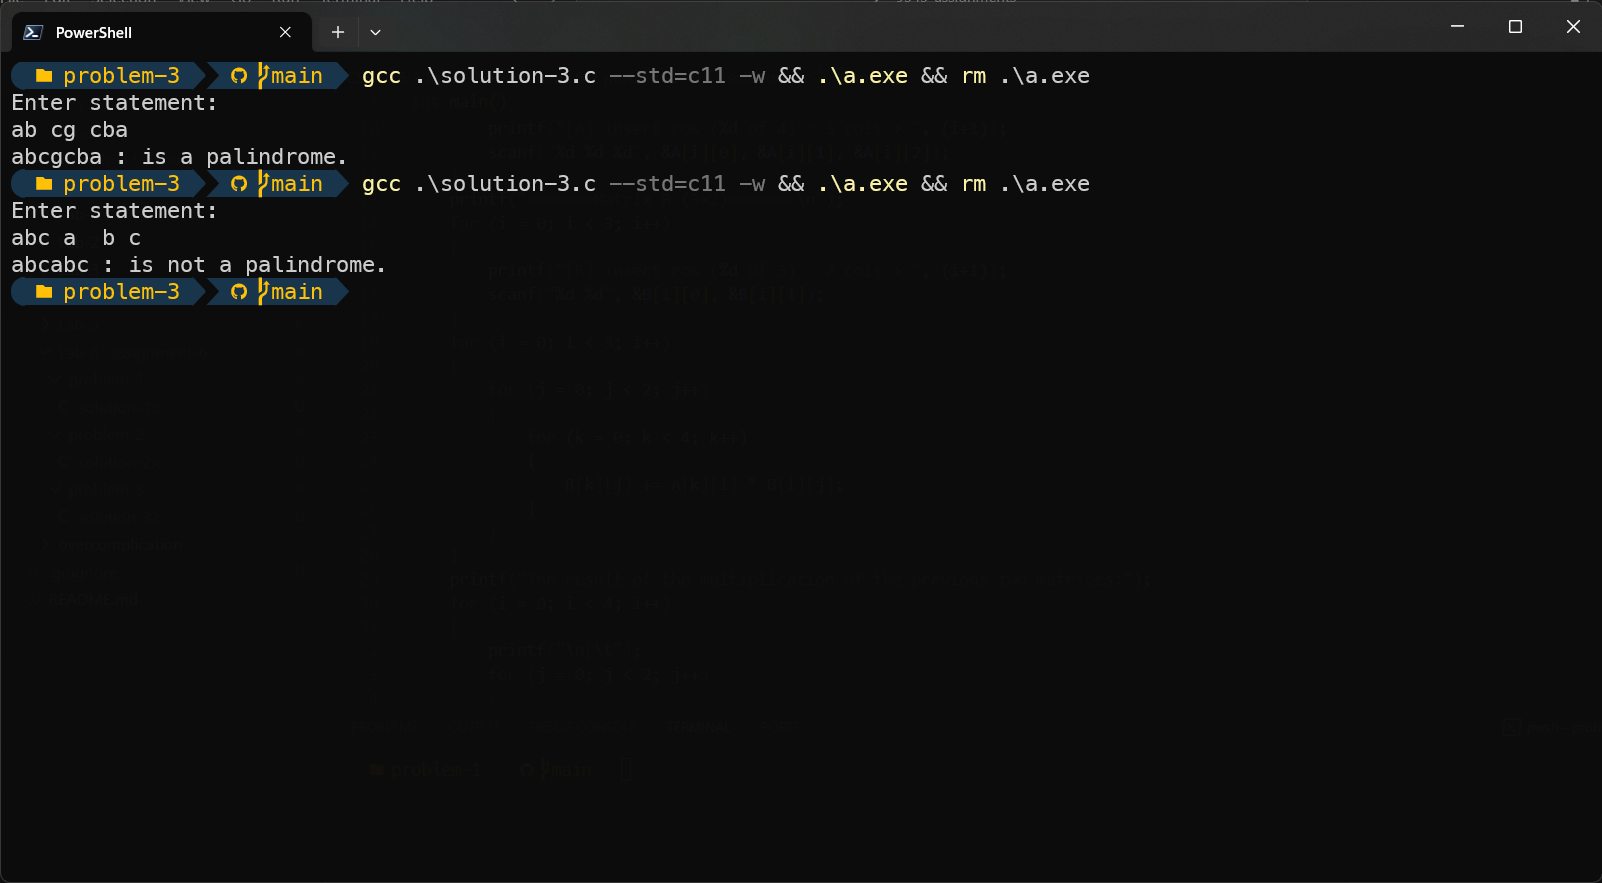 PowerShell
problem-3 main gcc .\solution-3.c --std=c11 -w && .\a.exe && rm .\a.exe
Enter statement:
ab cg cba
abcgcba : is a palindrome.
problem-3 main gcc .\solution-3.c --std=c11 -w && .\a.exe && rm .\a.exe
Enter statement:
abc a  b c
abcabc : is not a palindrome.
problem-3 main